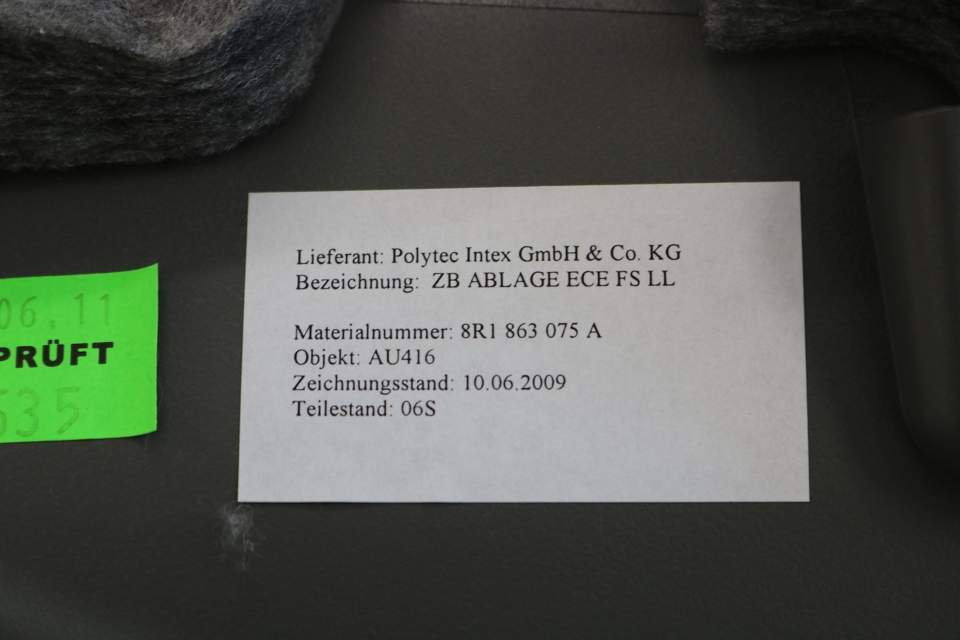 Lieferant: Polytec Intex GmbH & Co. KG
Bezeichnung: ZB ABLAGE ECE FS LL
Materialnummer: 8R1 863 075 A
Objekt: AU416
Zeichnungsstand: 10.06.2009
Teilestand: 06S
06.11
PRÜFT
535